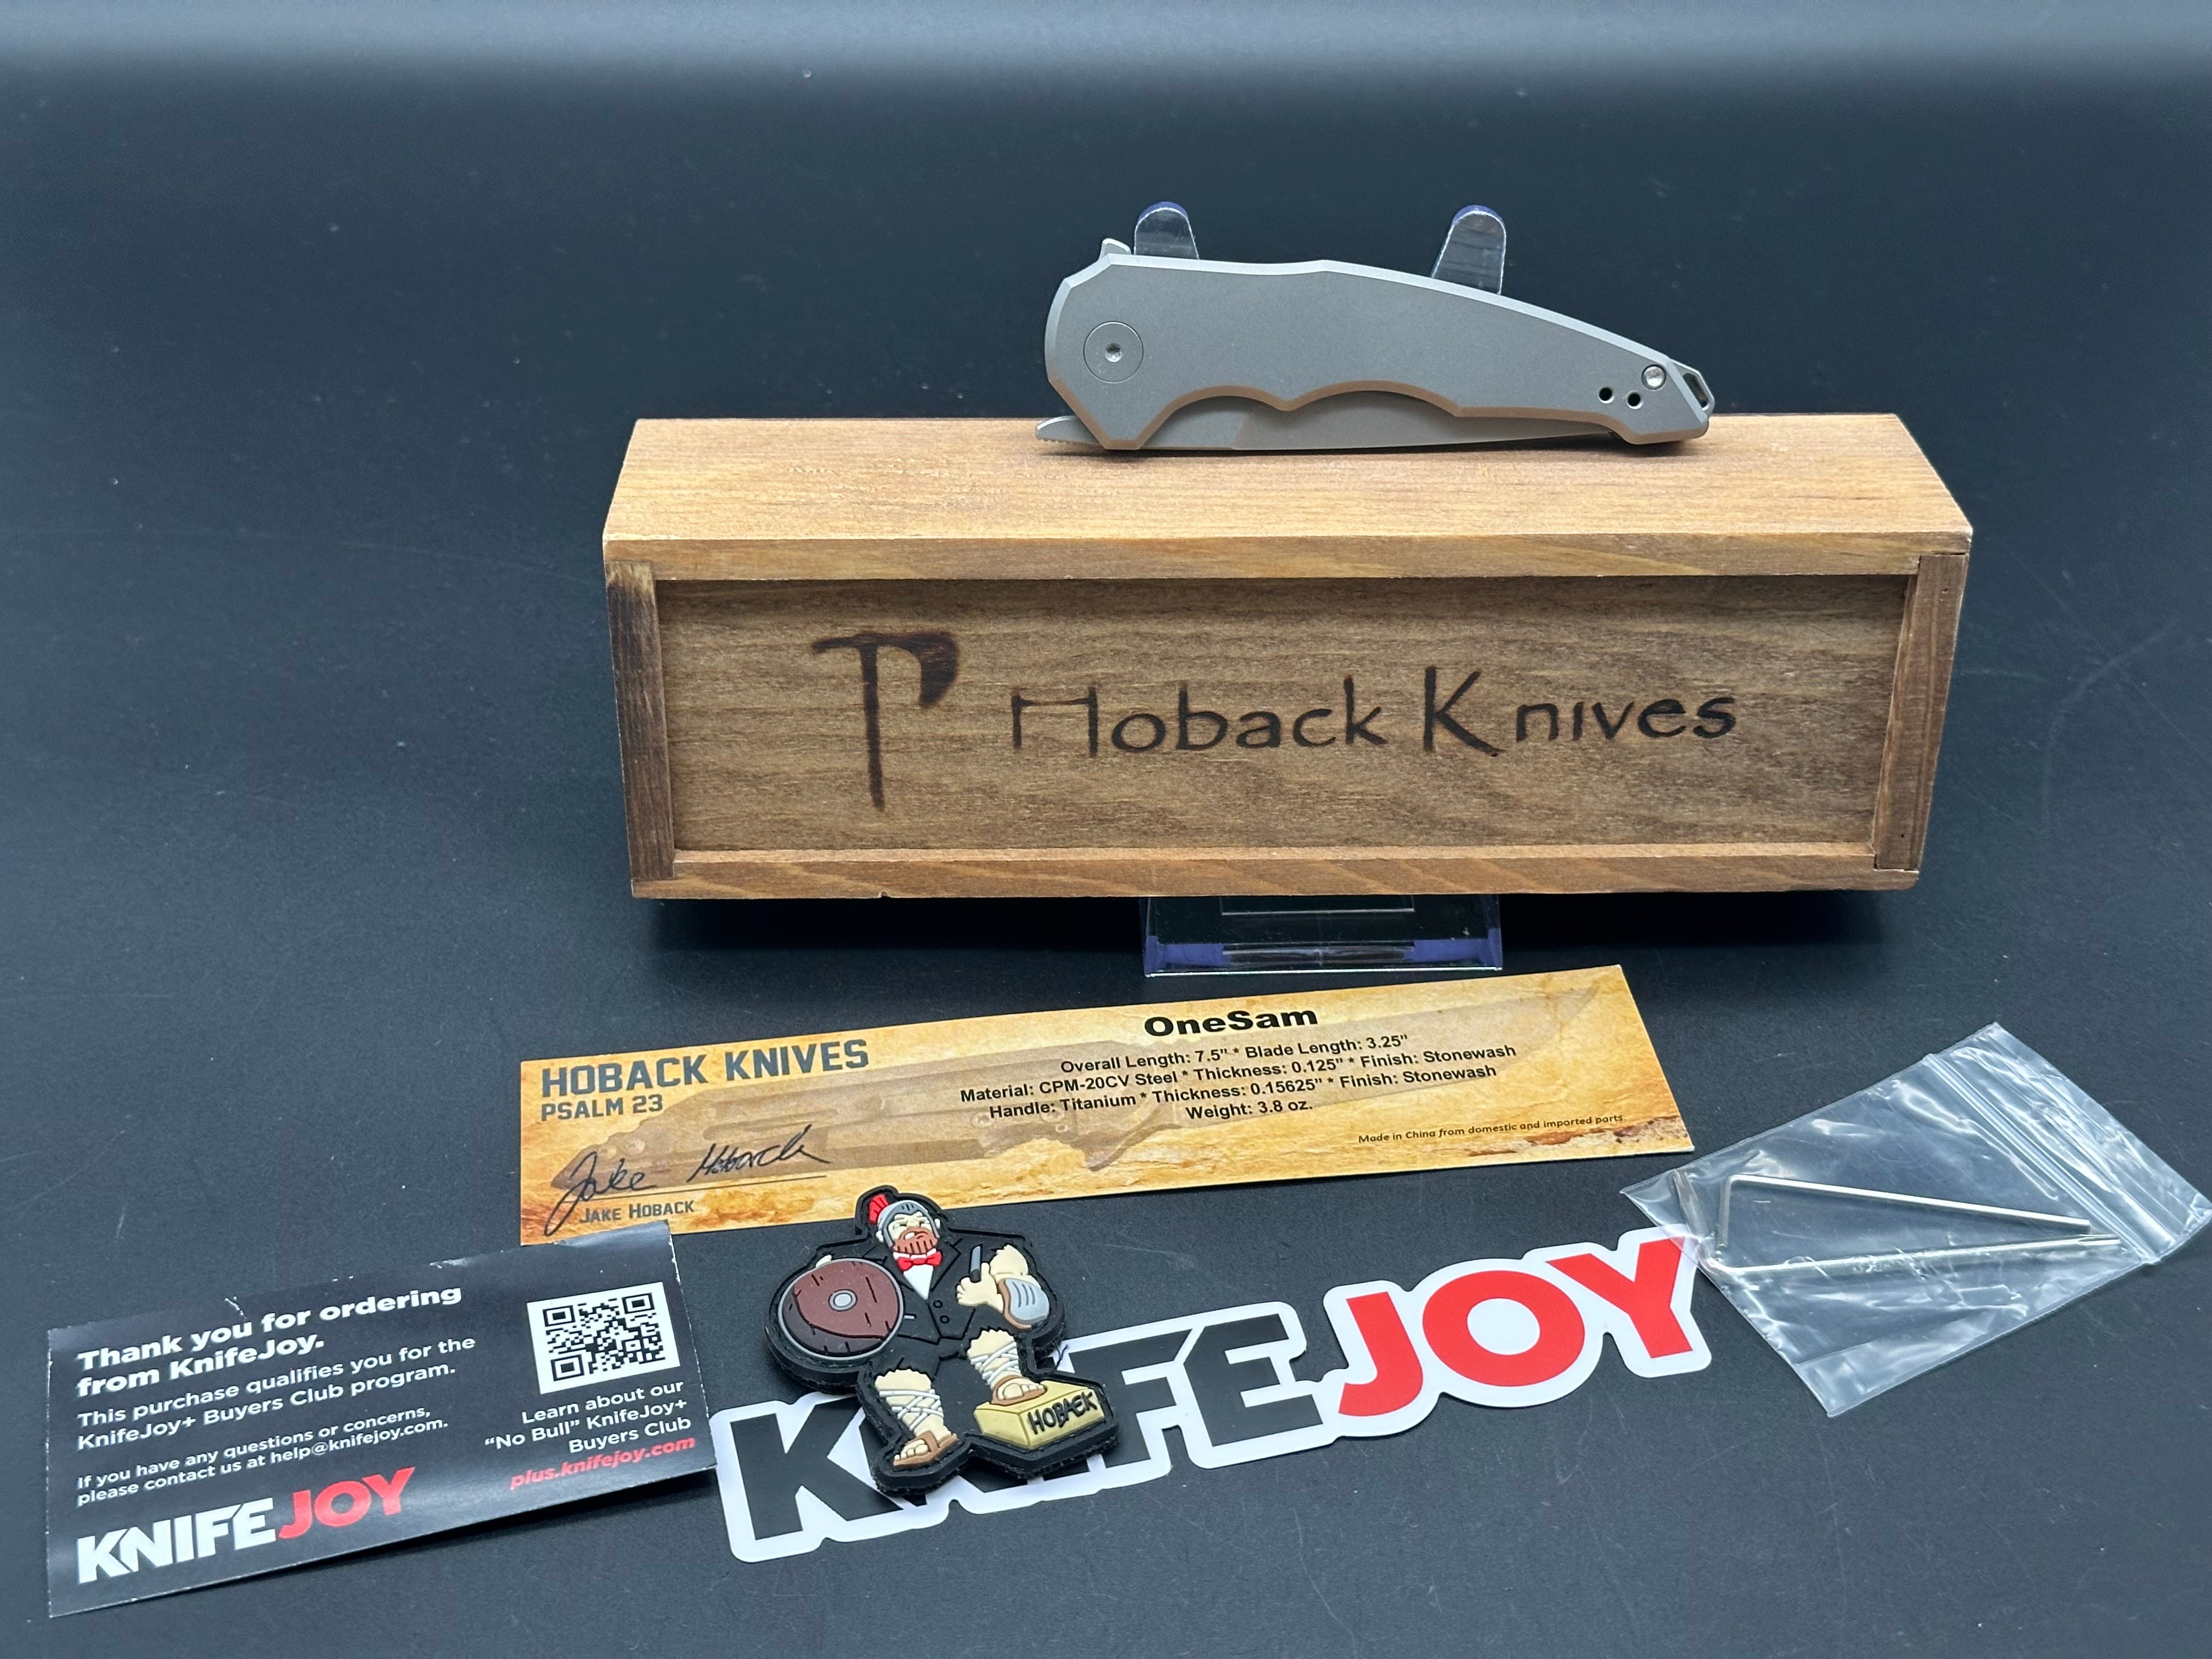 Hoback Knives
OneSam
Overall Length: 7.5" * Blade Length: 3.25"
Material: CPM-20CV Steel * Thickness: 0.125" * Finish: Stonewash
Handle: Titanium * Thickness: 0.15625" * Finish: Stonewash
Weight: 3.8 oz.
Made in China from domestic and imported parts.
HOBACK KNIVES
PSALM 23
Jake Hoback
JAKE HOBACK
Thank you for ordering
from KnifeJoy.
This purchase qualifies you for the
KnifeJoy+ Buyers Club program.
If you have any questions or concerns,
please contact us at help@knifejoy.com.
KNIFEJOY
Learn about our
"No Bull" KnifeJoy+
Buyers Club
plus.knifejoy.com
HOBACK
KNIFEJOY